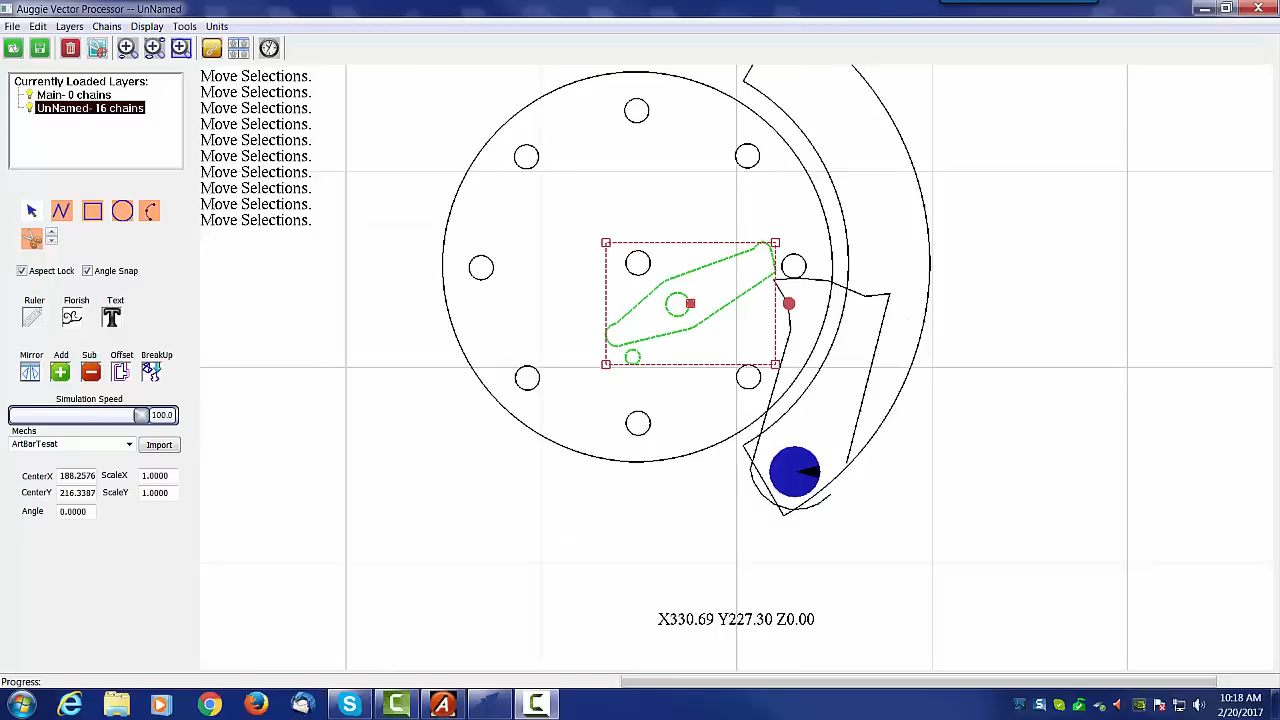 Auggie Vector Processor -- UnNamed
File Edit Layers Chains Display Tools Units
Currently Loaded Layers:
Main- 0 chains
UnNamed- 16 chains
Move Selections.
Move Selections.
Move Selections.
Move Selections.
Move Selections.
Move Selections.
Move Selections.
Move Selections.
Move Selections.
Move Selections.
Aspect Lock Angle Snap
Ruler Florish Text
Mirror Add Sub Offset BreakUp
Simulation Speed
100.0
Mechs
ArtBarTesat Import
CenterX 188.2576 ScaleX 1.0000
CenterY 216.3387 ScaleY 1.0000
Angle 0.0000
X330.69 Y227.30 Z0.00
Progress:
10:18 AM
2/20/2017